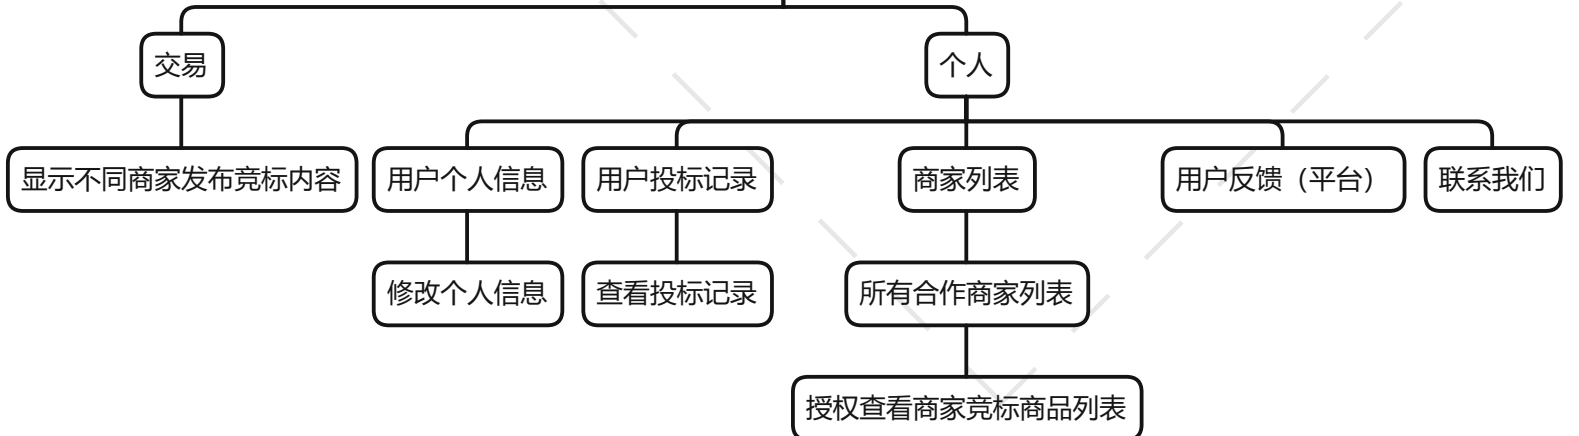 交易
个人
显示不同商家发布竞标内容
用户个人信息
用户投标记录
商家列表
用户反馈（平台）
联系我们
修改个人信息
查看投标记录
所有合作商家列表
授权查看商家竞标商品列表